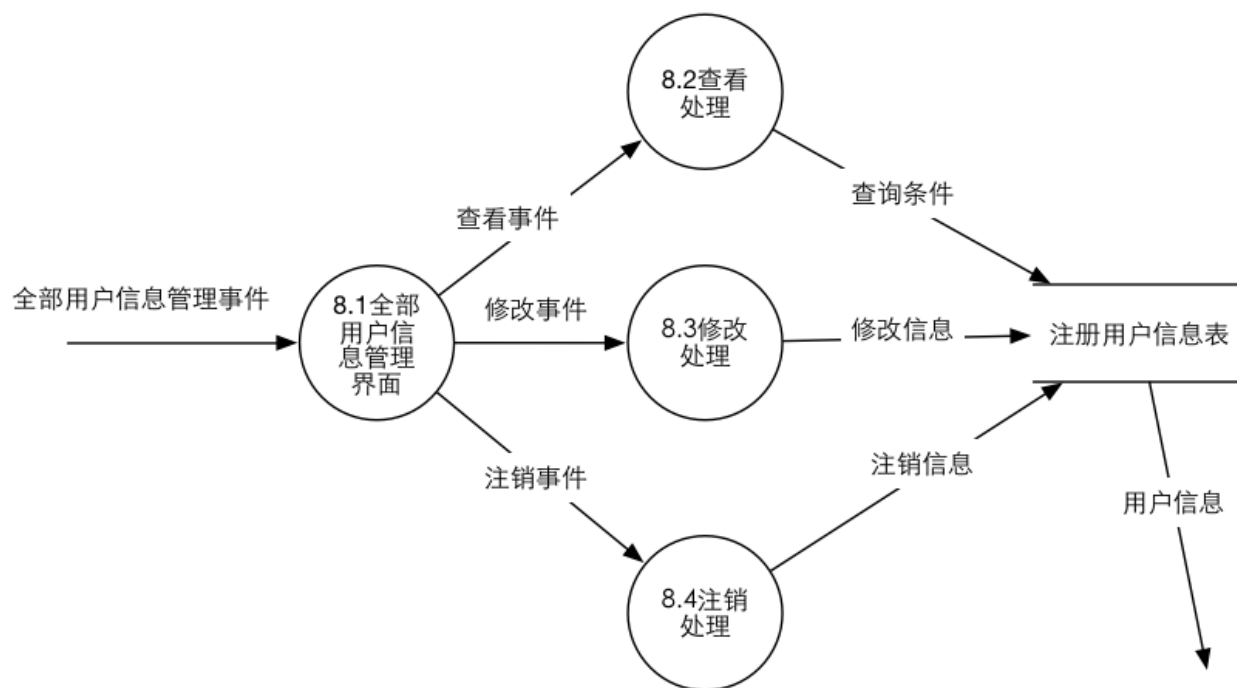 8.2查看
处理
查询条件
查看事件
全部用户信息管理事件
8.1全部
用户信
息管理
界面
修改事件
8.3修改
处理
修改信息
注册用户信息表
注销事件
注销信息
用户信息
8.4注销
处理